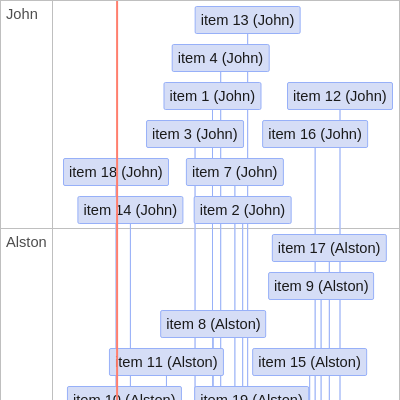 John
item 13 (John)
item 4 (John)
item 1 (John)
item 12 (John)
item 3 (John)
item 16 (John)
item 18 (John)
item 7 (John)
item 14 (John)
item 2 (John)
Alston
item 17 (Alston)
item 9 (Alston)
item 8 (Alston)
item 11 (Alston)
item 15 (Alston)
item 10 (Alston)
item 19 (Alston)